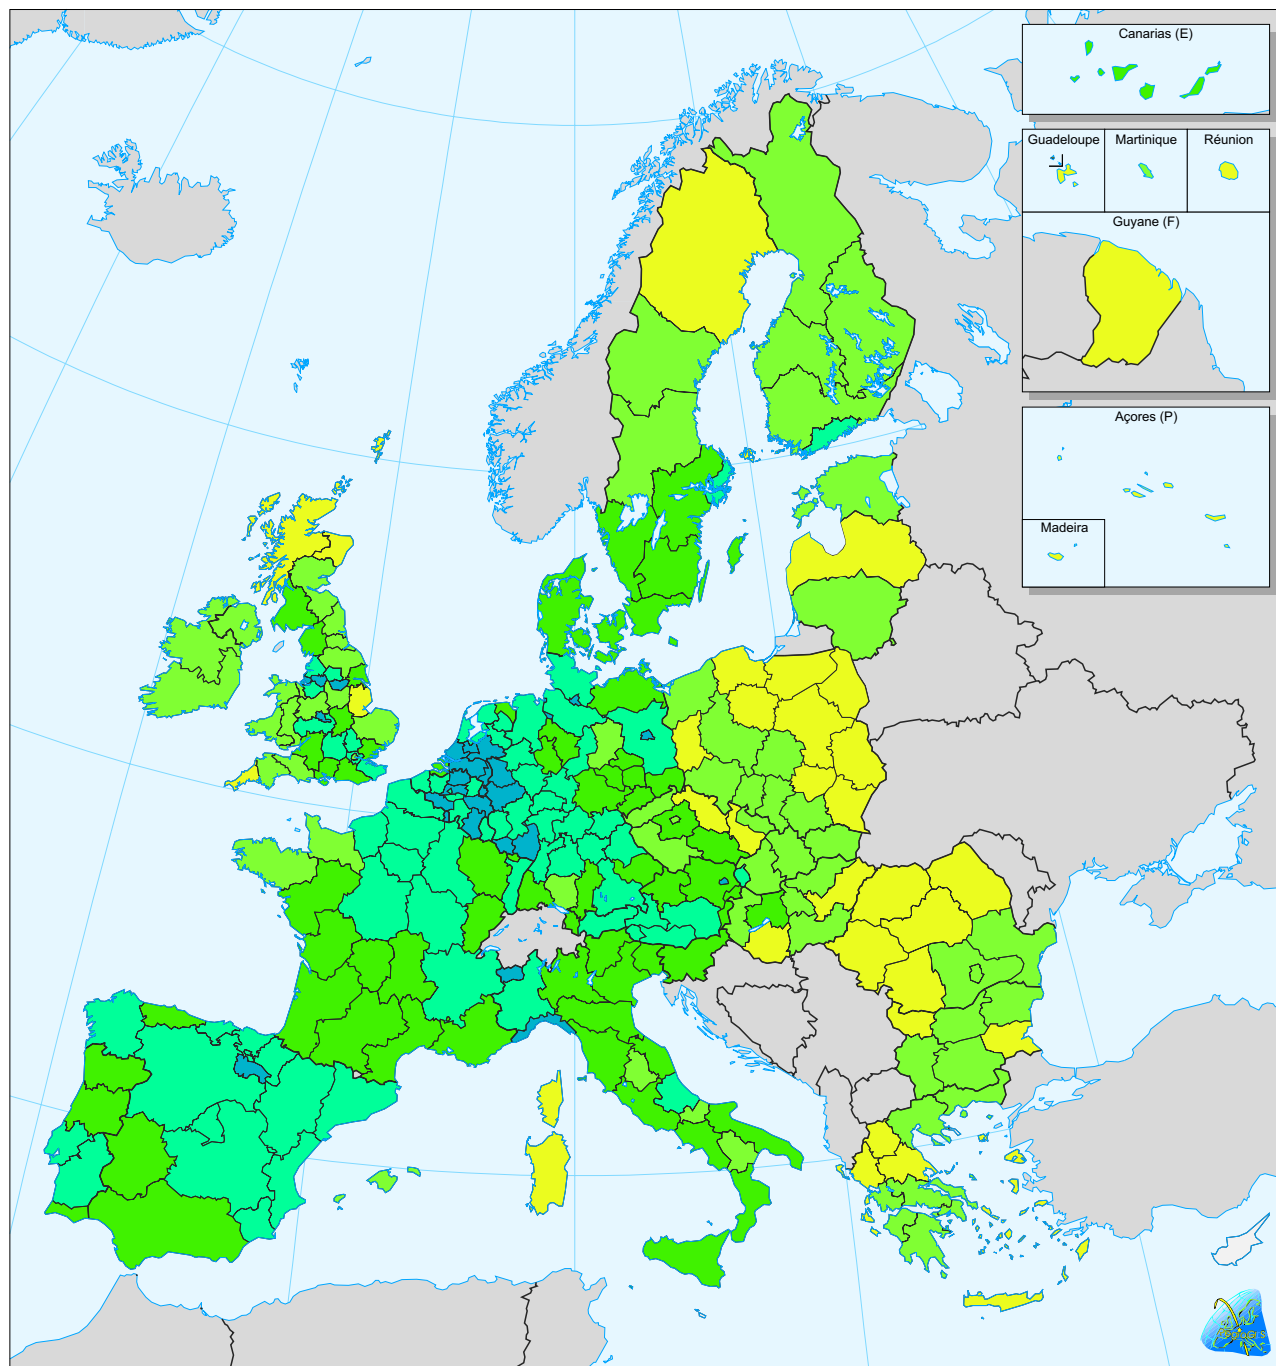 Canarias (E)
Guadeloupe
Martinique
Réunion
Guyane (F)
Açores (P)
Madeira